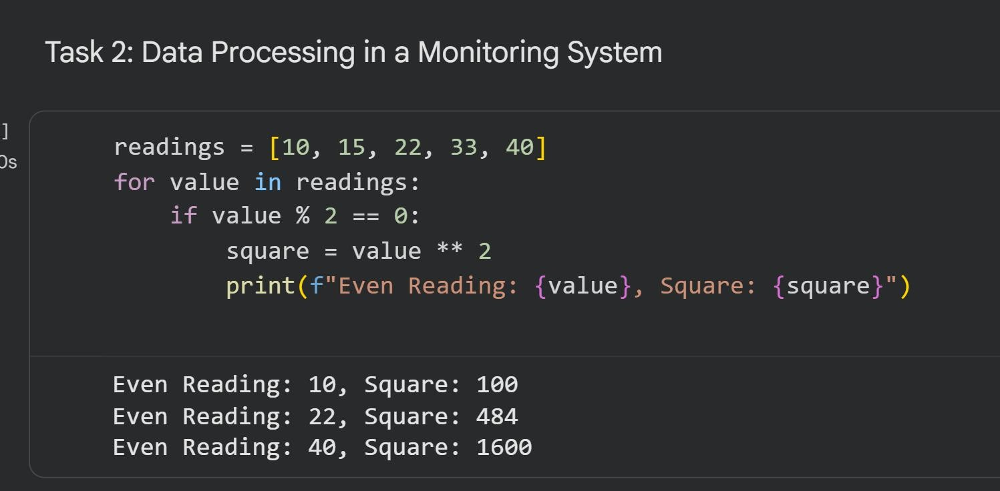 Task 2: Data Processing in a Monitoring System
]
0s
readings = [10, 15, 22, 33, 40]
for value in readings:
    if value % 2 == 0:
        square = value ** 2
        print(f"Even Reading: {value}, Square: {square}")
Even Reading: 10, Square: 100
Even Reading: 22, Square: 484
Even Reading: 40, Square: 1600